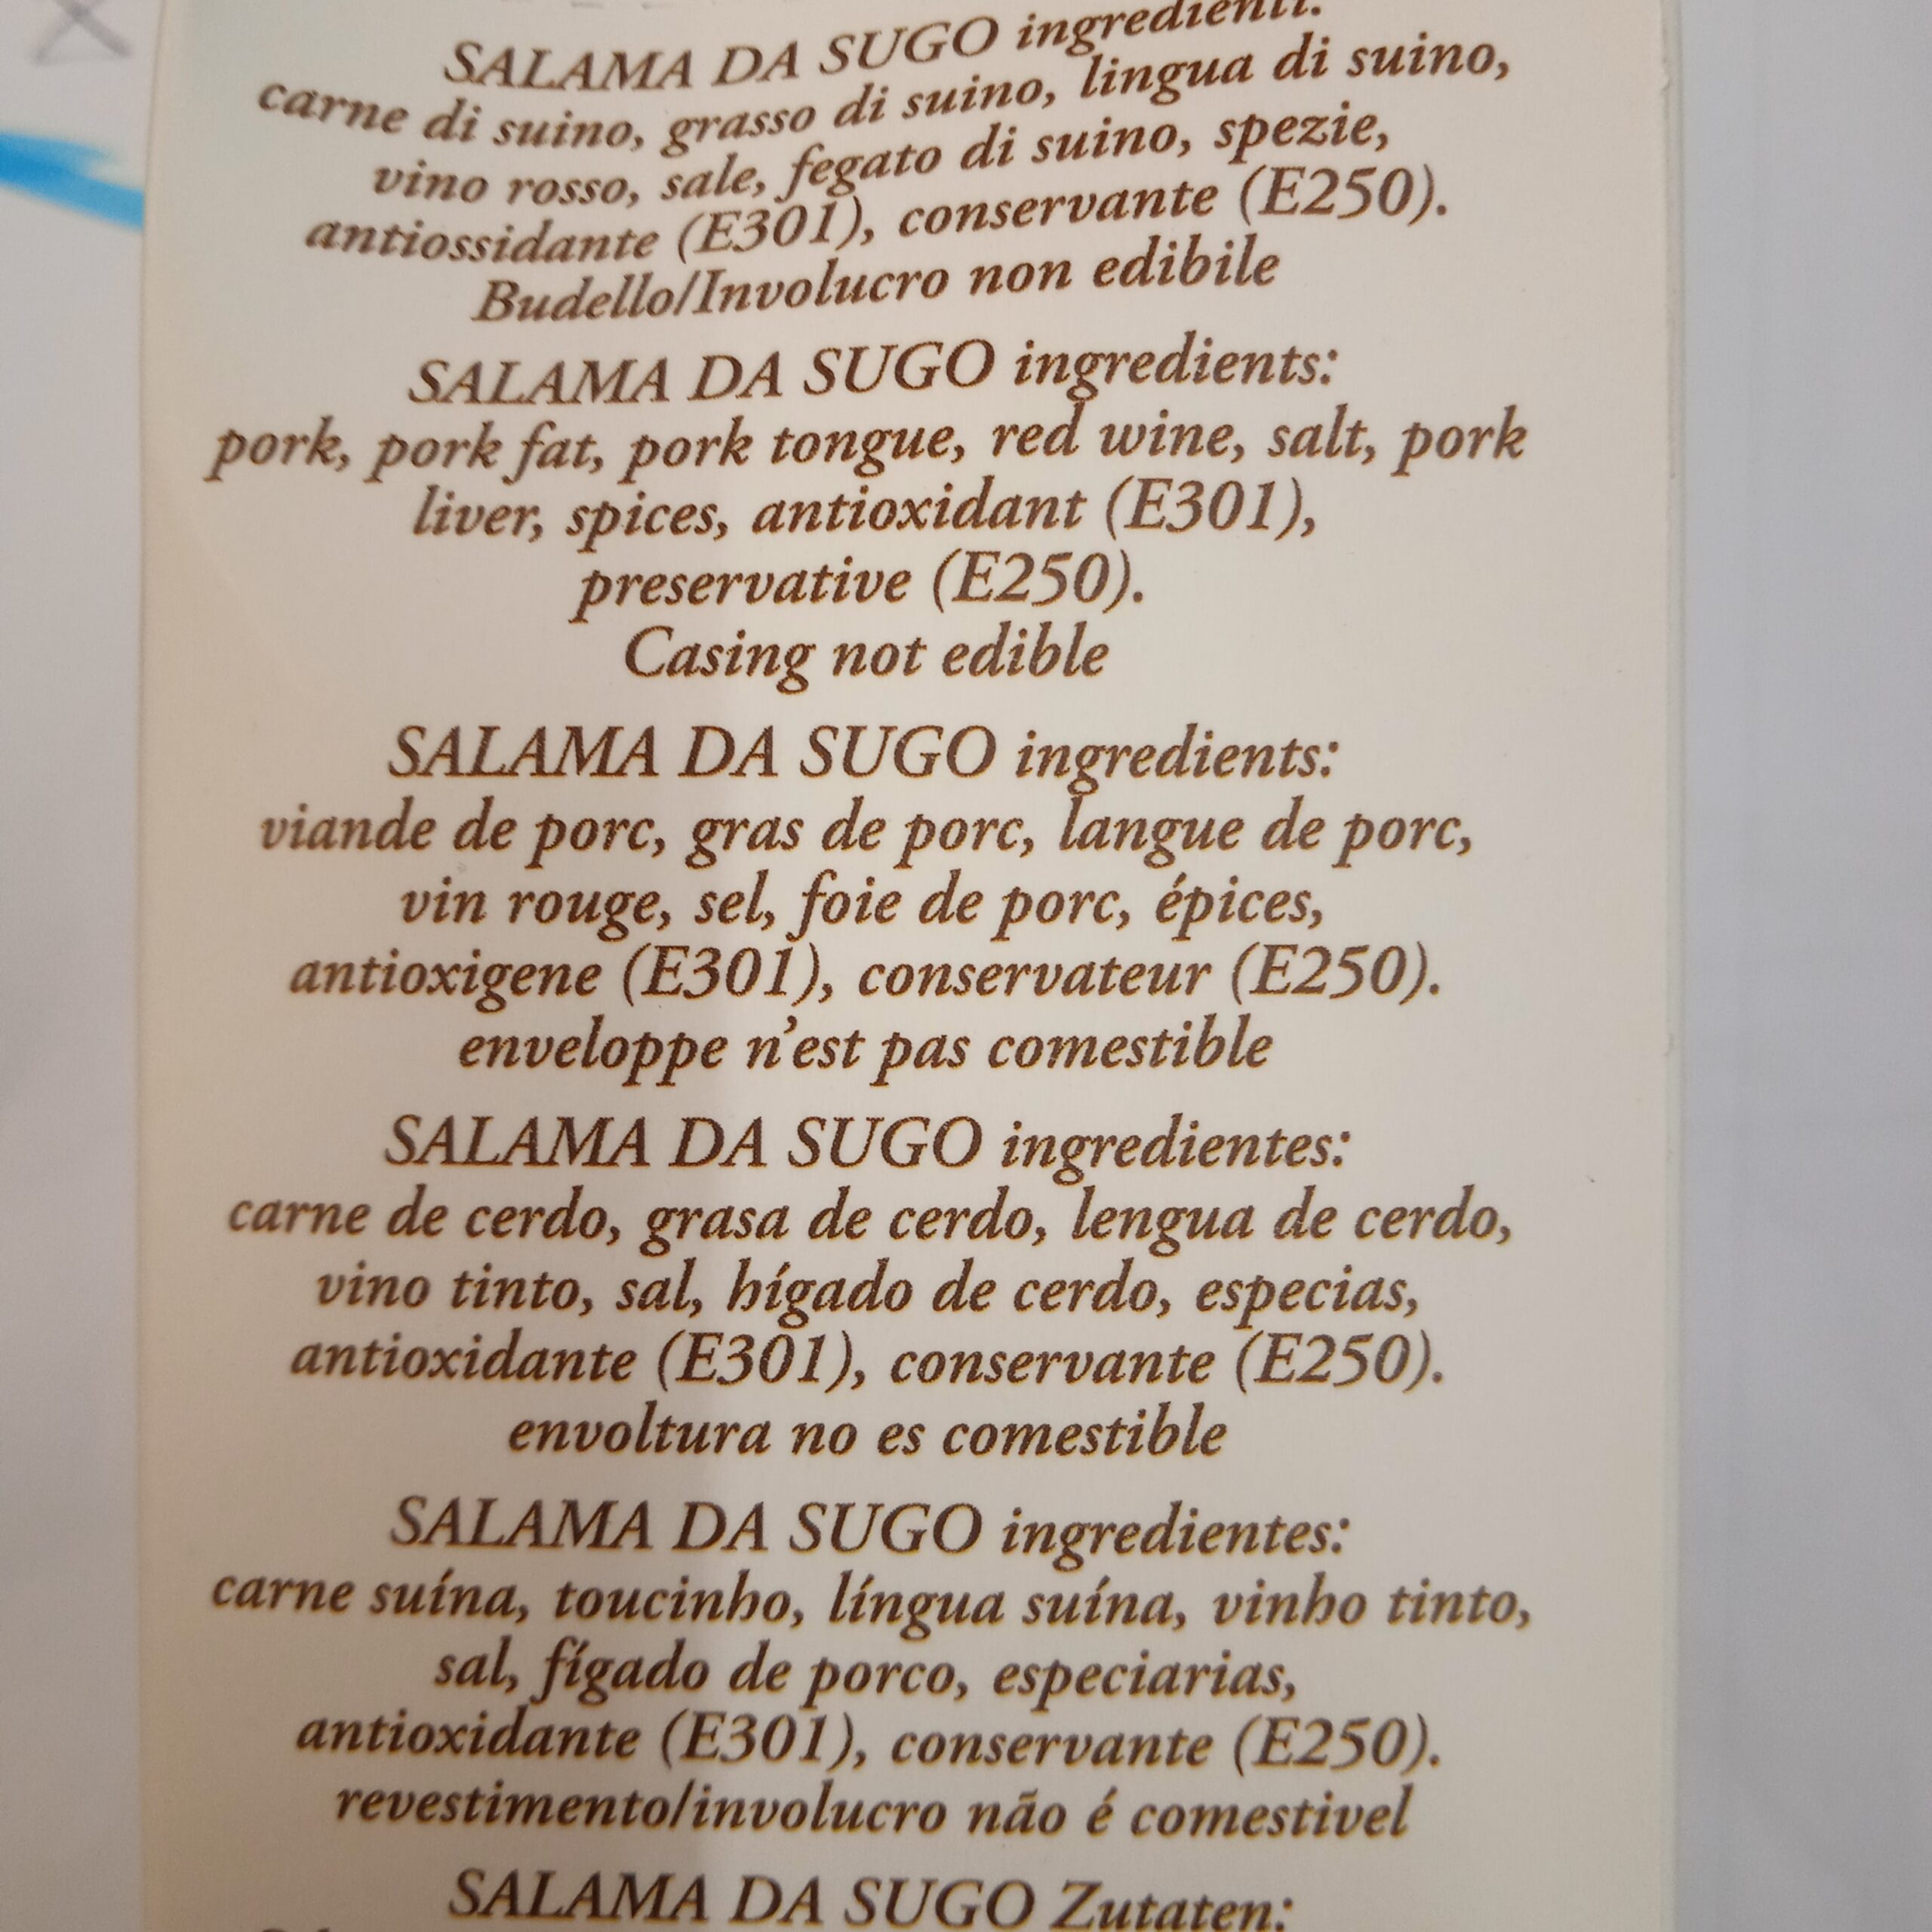 SALAMA DA SUGO ingredienti:
carne di suino, grasso di suino, lingua di suino,
vino rosso, sale, fegato di suino, spezie,
antiossidante (E301), conservante (E250).
Budello/Involucro non edibile
SALAMA DA SUGO ingredients:
pork, pork fat, pork tongue, red wine, salt, pork
liver, spices, antioxidant (E301),
preservative (E250).
Casing not edible
SALAMA DA SUGO ingredients:
viande de porc, gras de porc, langue de porc,
vin rouge, sel, foie de porc, épices,
antioxigene (E301), conservateur (E250).
enveloppe n'est pas comestible
SALAMA DA SUGO ingredientes:
carne de cerdo, grasa de cerdo, lengua de cerdo,
vino tinto, sal, hígado de cerdo, especias,
antioxidante (E301), conservante (E250).
envoltura no es comestible
SALAMA DA SUGO ingredientes:
carne suína, toucinho, língua suína, vinho tinto,
sal, fígado de porco, especiarias,
antioxidante (E301), conservante (E250).
revestimento/involucro não é comestivel
SALAMA DA SUGO Zutaten: